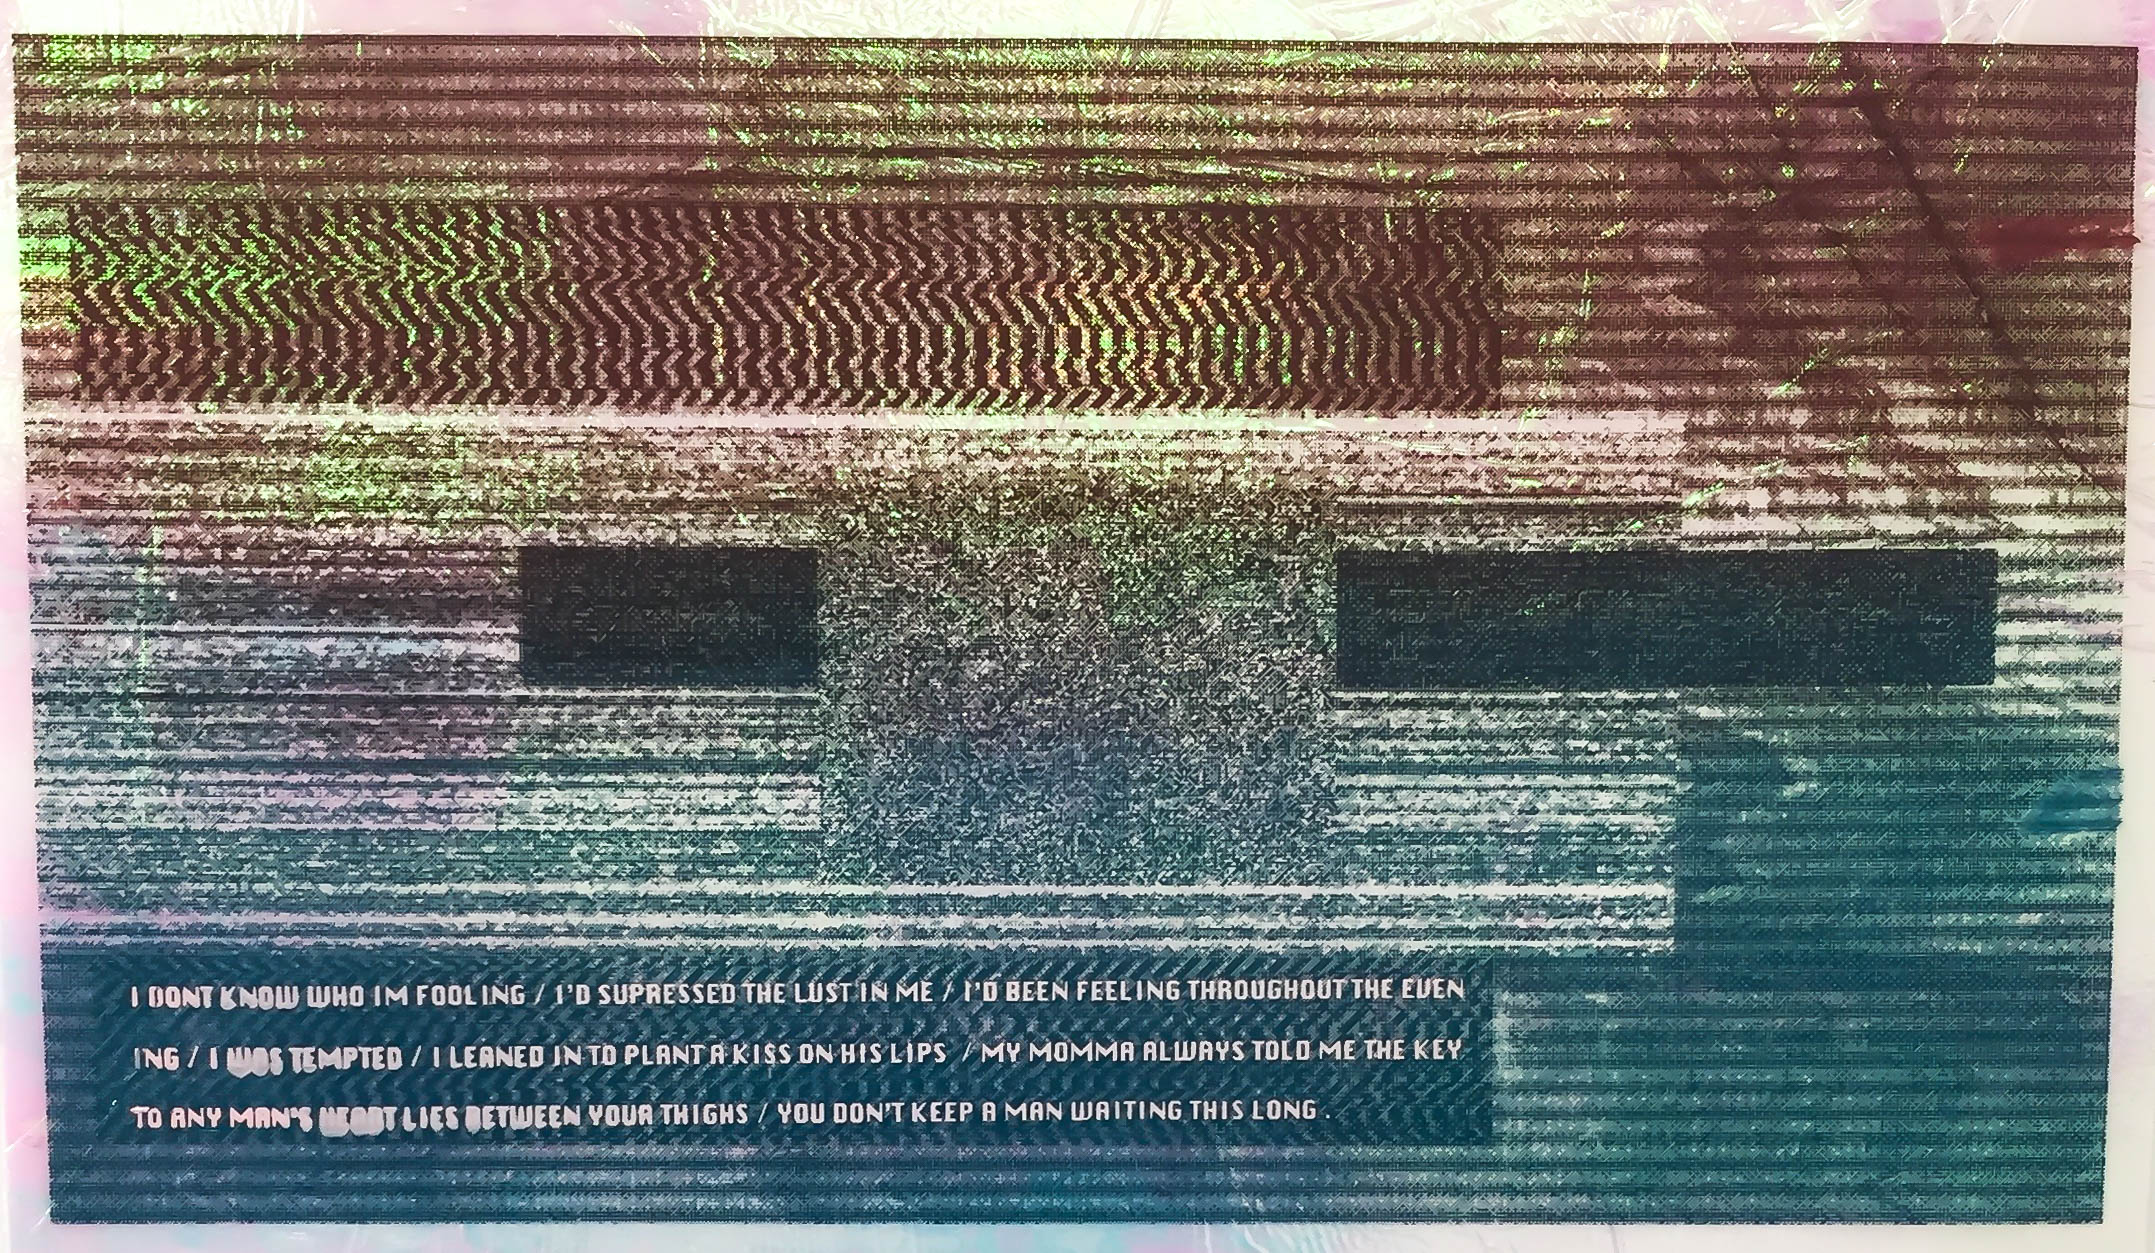 I DONT KNOW WHO IM FOOLING / I'D SUPRESSED THE LUST IN ME / I'D BEEN FEELING THROUGHOUT THE EVEN
ING / I WAS TEMPTED / I LEANED IN TO PLANT A KISS ON HIS LIPS / MY MOMMA ALWAYS TOLD ME THE KEY
TO ANY MAN'S HEART LIES BETWEEN YOUR THIGHS / YOU DON'T KEEP A MAN WAITING THIS LONG .